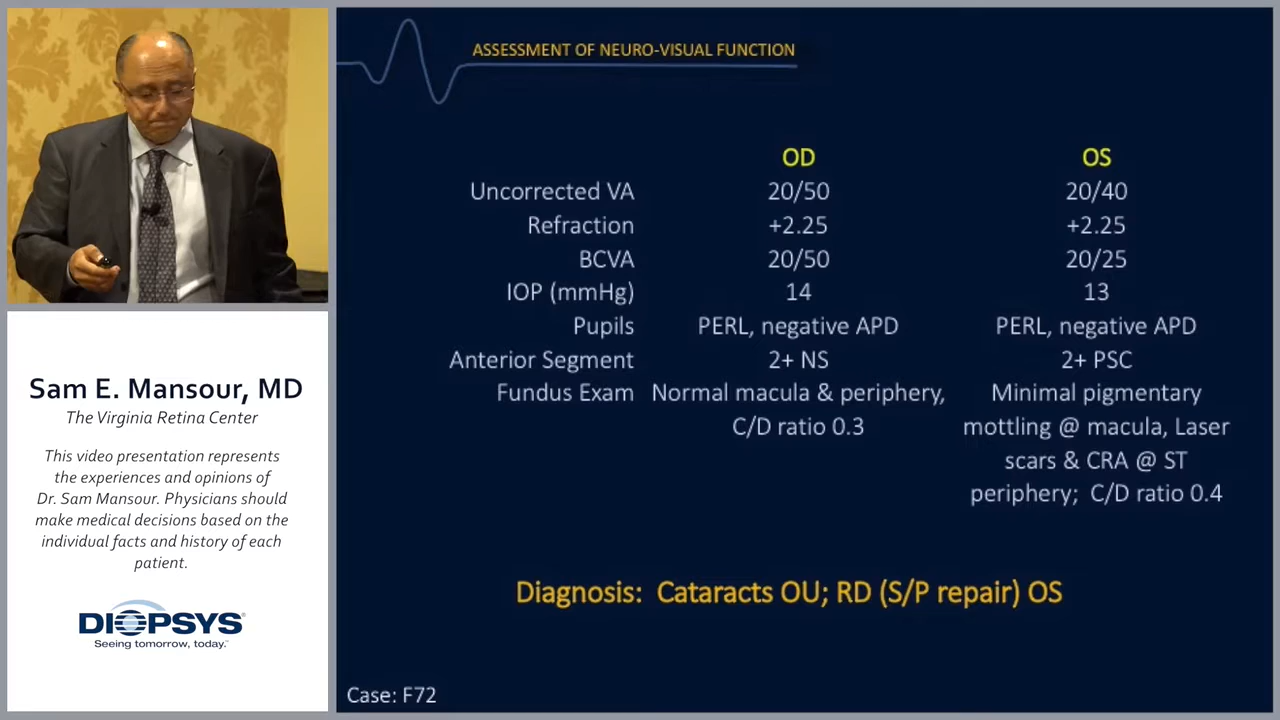 ASSESSMENT OF NEURO-VISUAL FUNCTION
OD OS
Uncorrected VA 20/50 20/40
Refraction +2.25 +2.25
BCVA 20/50 20/25
IOP (mmHg) 14 13
Pupils PERL, negative APD PERL, negative APD
Anterior Segment 2+ NS 2+ PSC
Fundus Exam Normal macula & periphery, Minimal pigmentary
C/D ratio 0.3 mottling @ macula, Laser
scars & CRA @ ST
periphery; C/D ratio 0.4
Diagnosis: Cataracts OU; RD (S/P repair) OS
Case: F72
Sam E. Mansour, MD
The Virginia Retina Center
This video presentation represents
the experiences and opinions of
Dr. Sam Mansour. Physicians should
make medical decisions based on the
individual facts and history of each
patient.
DIOPSYS®
Seeing tomorrow, today.™